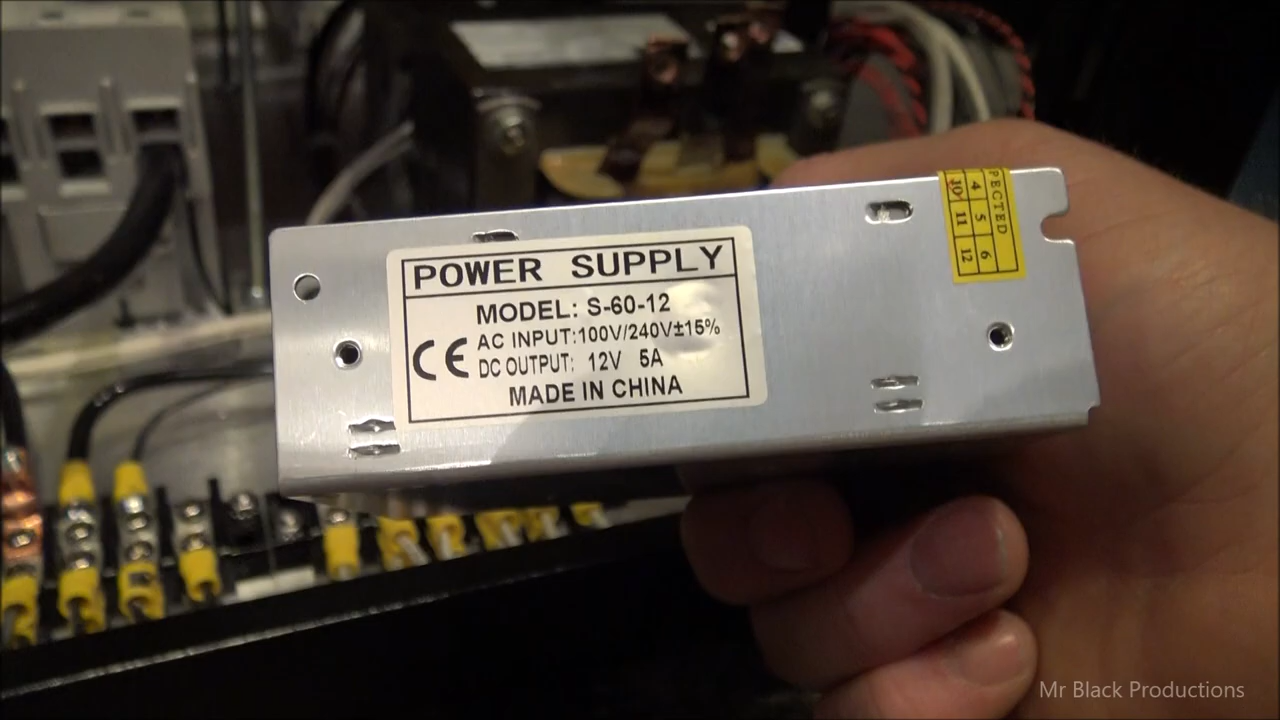 POWER SUPPLY
MODEL: S-60-12
AC INPUT:100V/240V±15%
CE
DC OUTPUT: 12V 5A
MADE IN CHINA
PECTED
4 5 6
10 11 12
Mr Black Productions